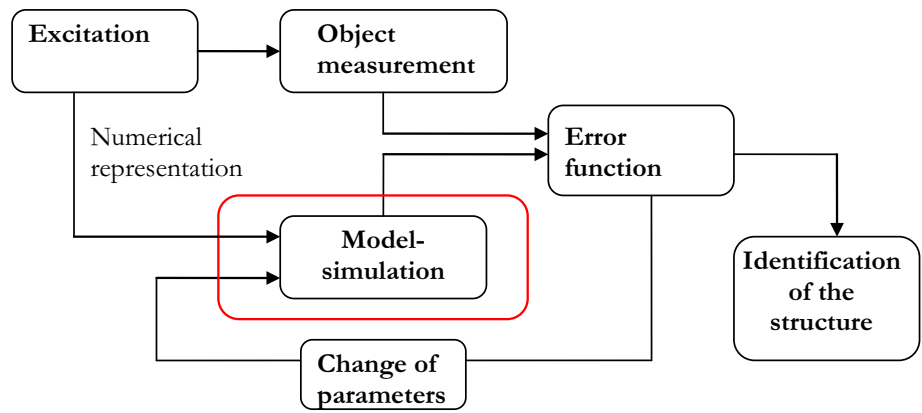 Excitation
Object
measurement
Numerical
representation
Error
function
Model-
simulation
Identification
of the
structure
Change of
parameters